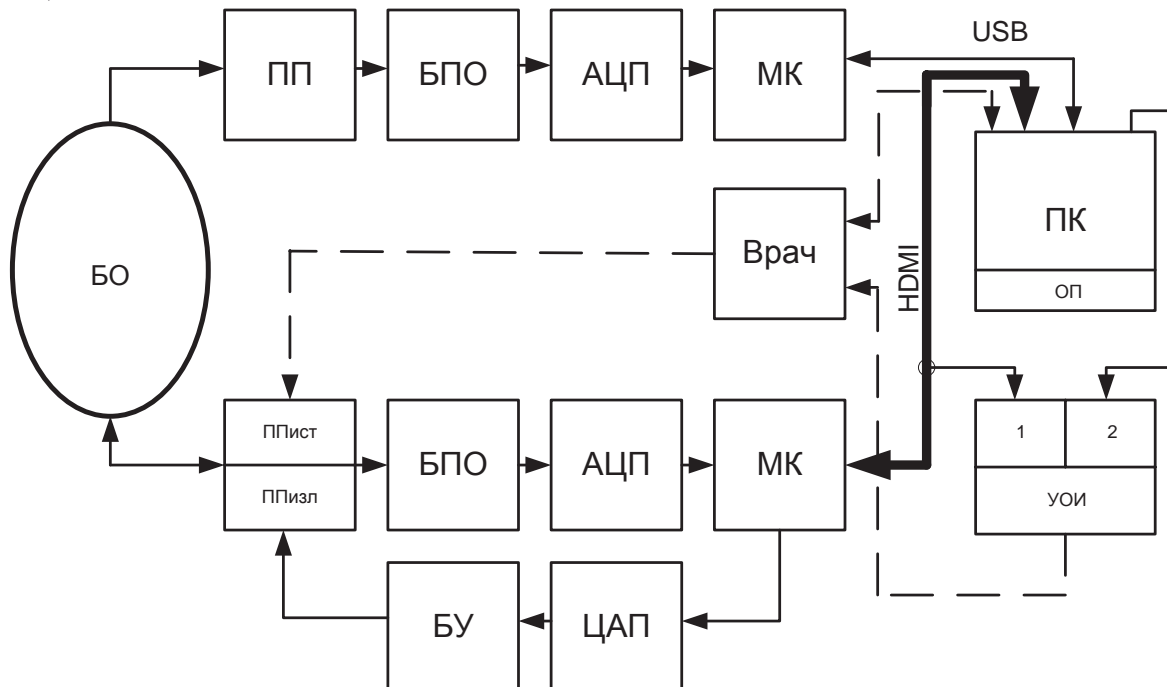 USB
ПП
БПО
АЦП
МК
ПК
ОП
Врач
HDMI
БО
ППист
ППизл
БПО
АЦП
МК
1
2
УОИ
БУ
ЦАП